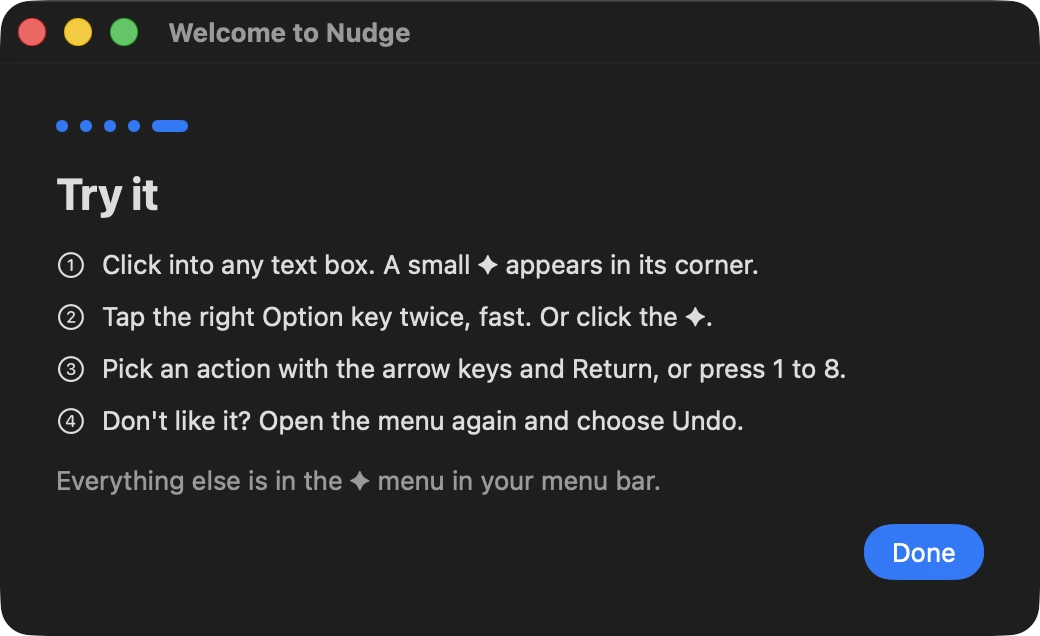 Welcome to Nudge
Try it
① Click into any text box. A small ✦ appears in its corner.
② Tap the right Option key twice, fast. Or click the ✦.
③ Pick an action with the arrow keys and Return, or press 1 to 8.
④ Don't like it? Open the menu again and choose Undo.
Everything else is in the ✦ menu in your menu bar.
Done